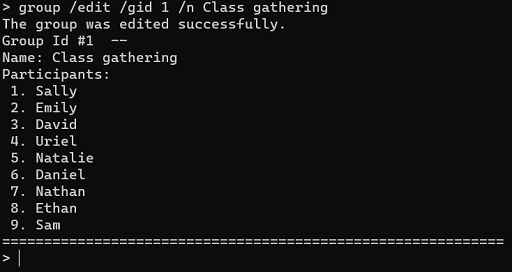 > group /edit /gid 1 /n Class gathering
The group was edited successfully.
Group Id #1  --
Name: Class gathering
Participants:
 1. Sally
 2. Emily
 3. David
 4. Uriel
 5. Natalie
 6. Daniel
 7. Nathan
 8. Ethan
 9. Sam
============================================================
>